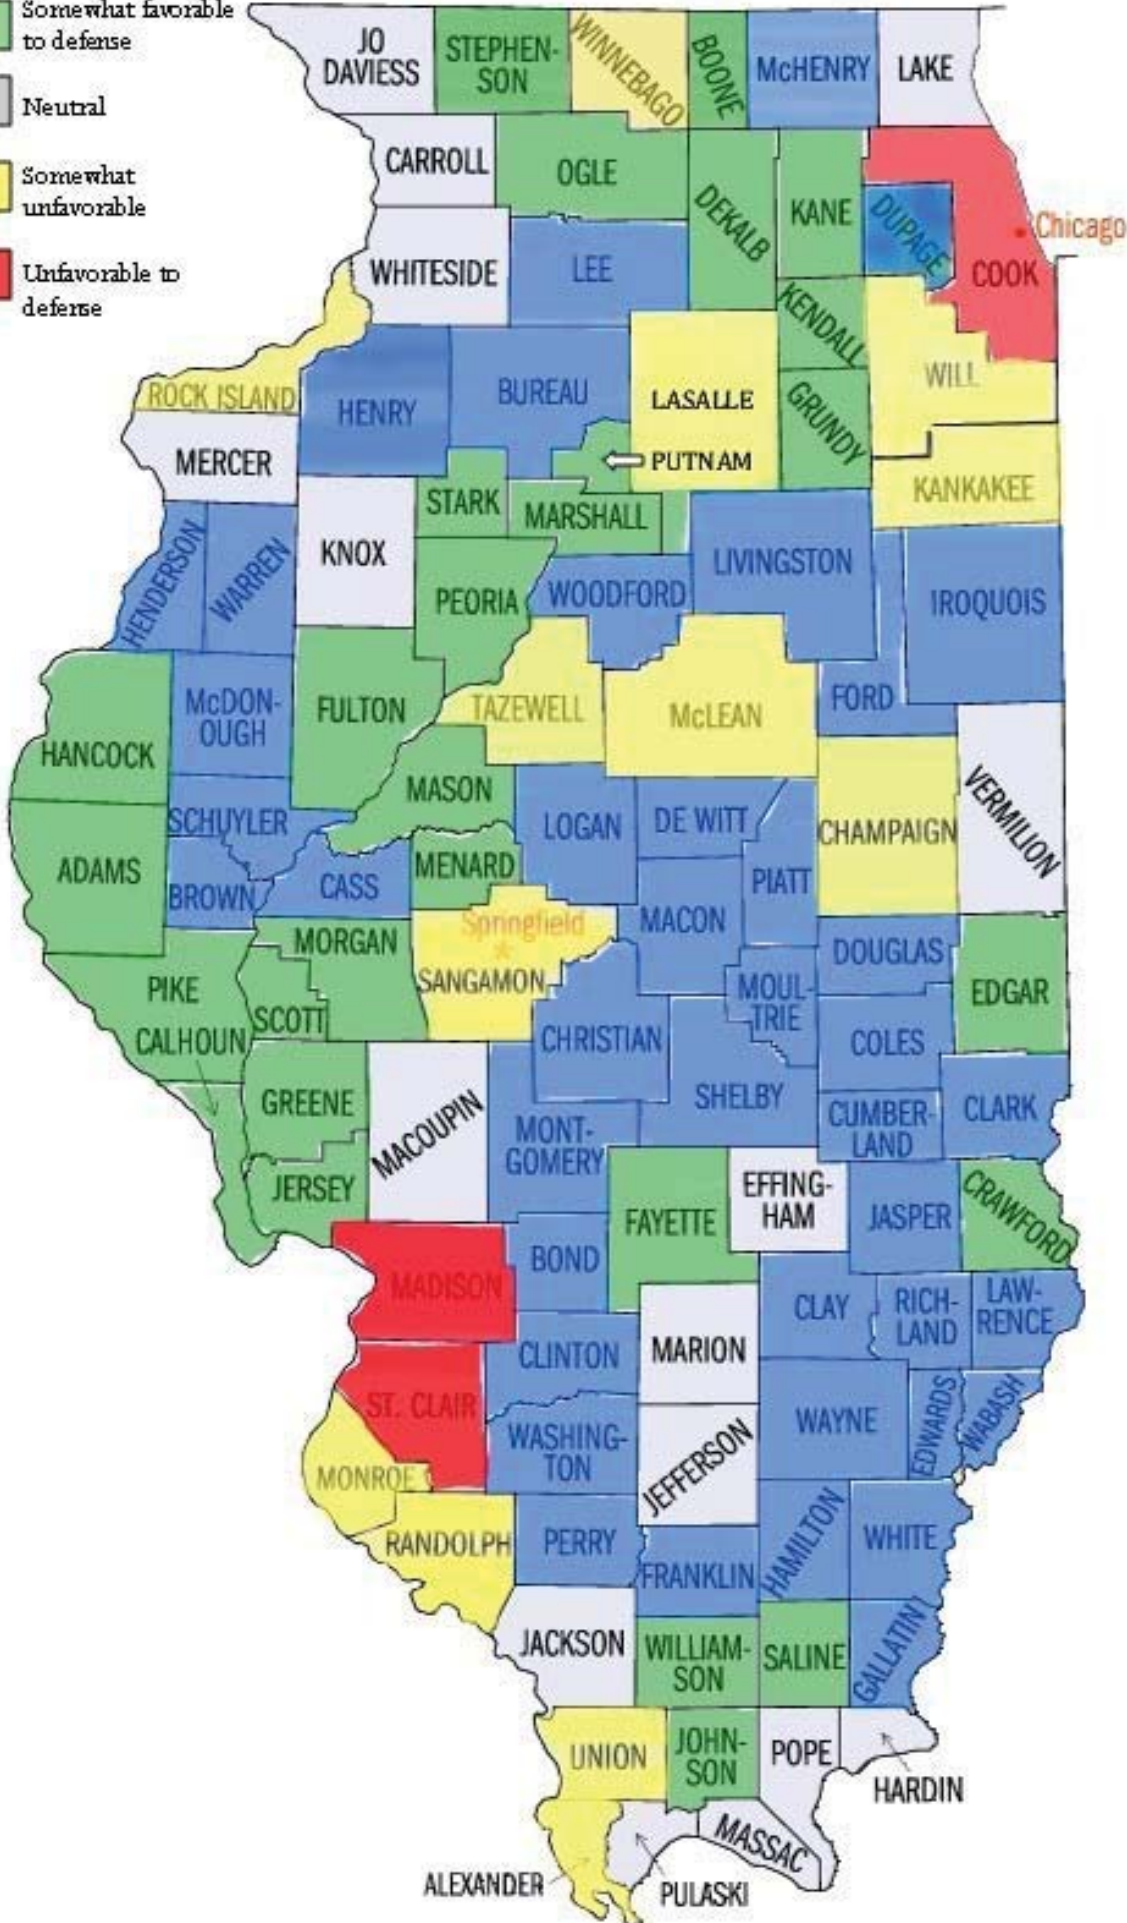 Somewhat favorable
to defense
Neutral
Somewhat
unfavorable
Unfavorable to
defense
JO
DAVIESS
STEPHEN-
SON
WINNEBAGO
BOONE
McHENRY
LAKE
CARROLL
OGLE
DEKALB
KANE
DUPAGE
Chicago
COOK
WHITESIDE
LEE
KENDALL
WILL
ROCK ISLAND
HENRY
BUREAU
LASALLE
GRUNDY
MERCER
PUTNAM
KANKAKEE
STARK
MARSHALL
HENDERSON
WARREN
KNOX
PEORIA
WOODFORD
LIVINGSTON
IROQUOIS
McDON-
OUGH
FULTON
TAZEWELL
McLEAN
FORD
HANCOCK
MASON
SCHUYLER
LOGAN
DE WITT
CHAMPAIGN
VERMILION
ADAMS
BROWN
CASS
MENARD
PIATT
MACON
Springfield
SANGAMON
MORGAN
DOUGLAS
PIKE
SCOTT
MOUL-
TRIE
EDGAR
CALHOUN
CHRISTIAN
COLES
GREENE
MACOUPIN
SHELBY
CUMBER-
LAND
CLARK
MONT-
GOMERY
JERSEY
FAYETTE
EFFING-
HAM
JASPER
CRAWFORD
MADISON
BOND
CLAY
RICH-
LAND
LAW-
RENCE
CLINTON
MARION
ST. CLAIR
WASHING-
TON
JEFFERSON
WAYNE
EDWARDS
WABASH
MONROE
RANDOLPH
PERRY
FRANKLIN
HAMILTON
WHITE
JACKSON
WILLIAM-
SON
SALINE
GALLATIN
UNION
JOHN-
SON
POPE
HARDIN
MASSAC
ALEXANDER
PULASKI